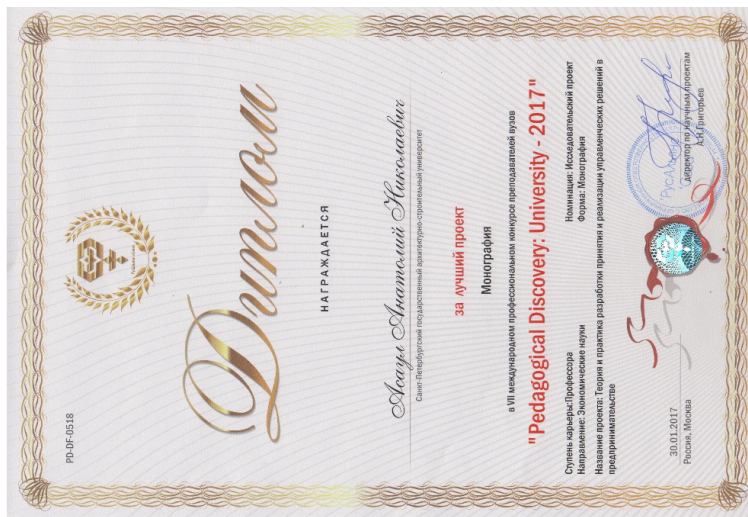 PD-DF-0518
Диплом
НАГРАЖДАЕТСЯ
Асаул Анатолий Николаевич
Санкт-Петербургский государственный архитектурно-строительный университет
за лучший проект
Монография
в VII международном профессиональном конкурсе преподавателей вузов
"Pedagogical Discovery: University - 2017"
Ступень карьеры:Профессора
Направление: Экономические науки
Номинация: Исследовательский проект
Форма: Монография
Название проекта: Теория и практика разработки принятия и реализации управленческих решений в
предпринимательстве
30.01.2017
Россия, Москва
директор по научным проектам
А.Н.Григорьев